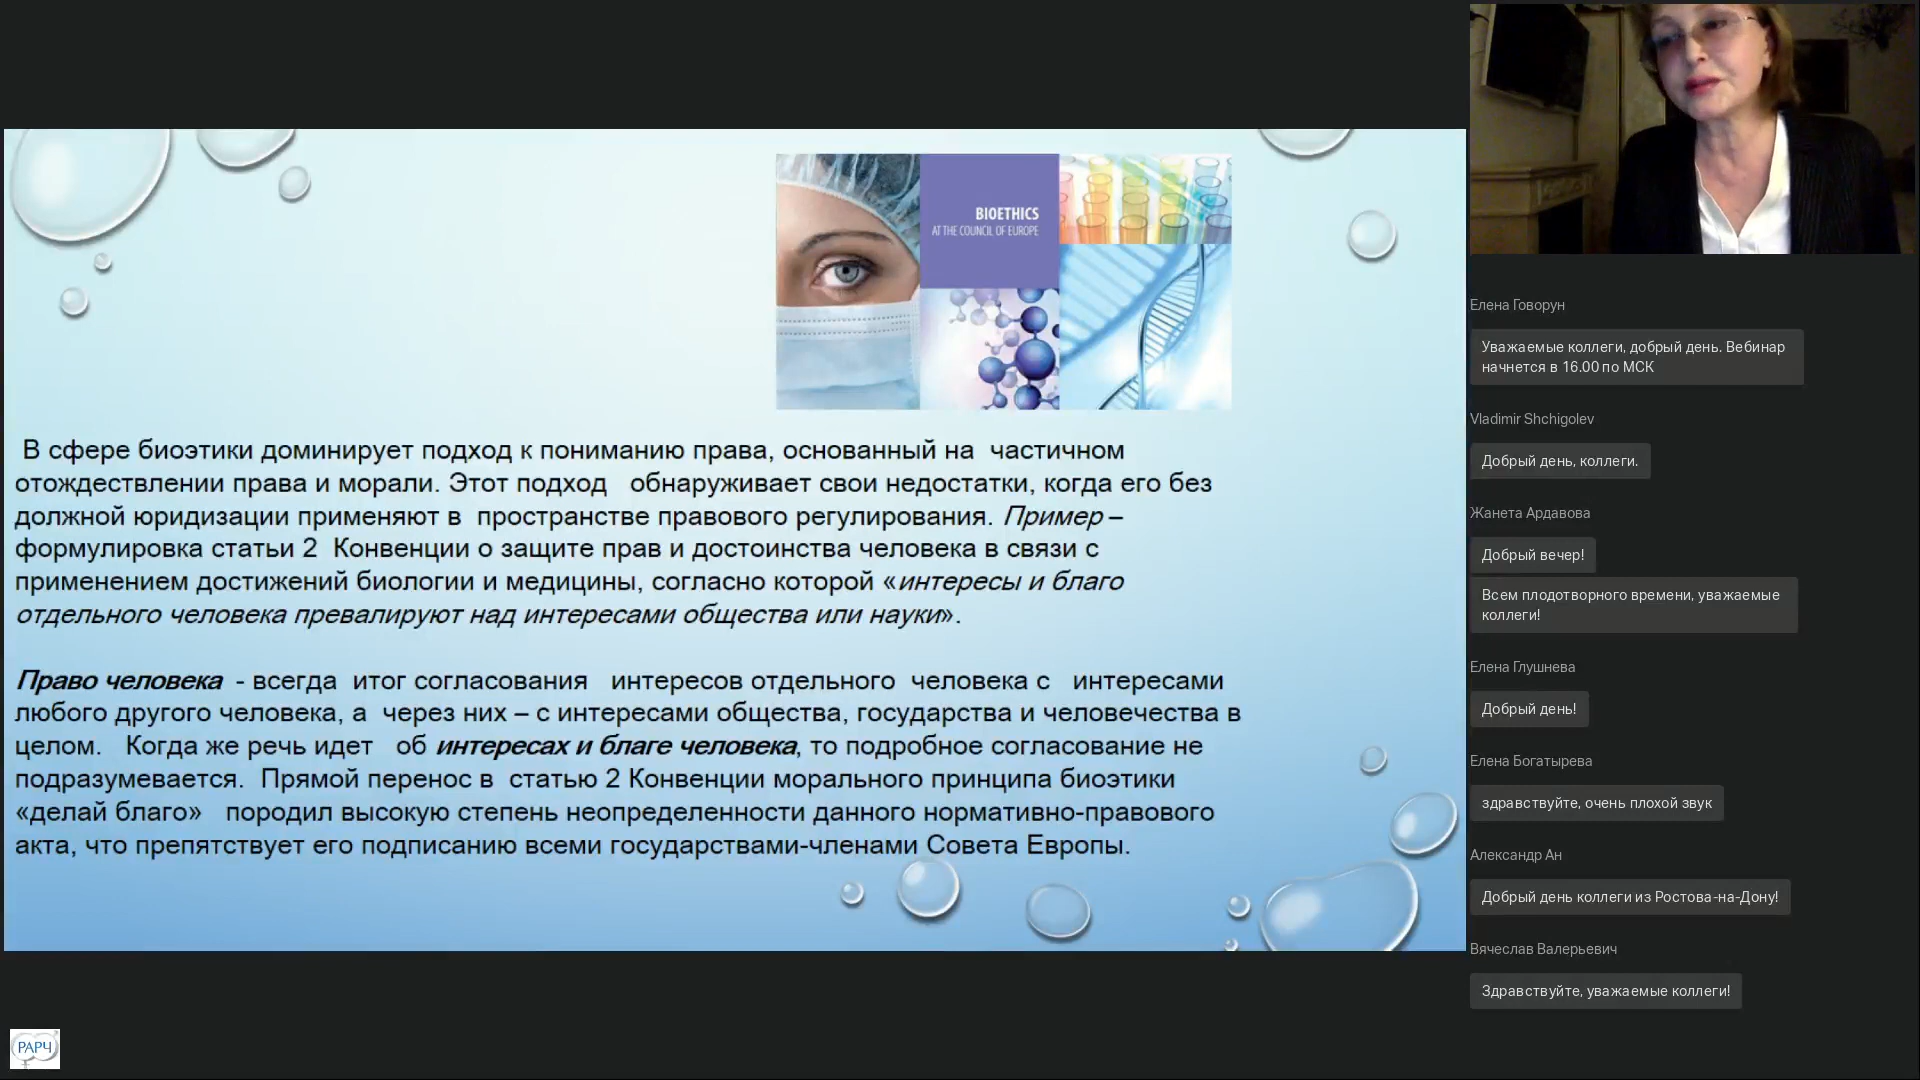 BIOETHICS
AT THE COUNCIL OF EUROPE
В сфере биоэтики доминирует подход к пониманию права, основанный на частичном
отождествлении права и морали. Этот подход обнаруживает свои недостатки, когда его без
должной юридизации применяют в пространстве правового регулирования. Пример –
формулировка статьи 2 Конвенции о защите прав и достоинства человека в связи с
применением достижений биологии и медицины, согласно которой «интересы и благо
отдельного человека превалируют над интересами общества или науки».
Право человека - всегда итог согласования интересов отдельного человека с интересами
любого другого человека, а через них – с интересами общества, государства и человечества в
целом. Когда же речь идет об интересах и благе человека, то подробное согласование не
подразумевается. Прямой перенос в статью 2 Конвенции морального принципа биоэтики
«делай благо» породил высокую степень неопределенности данного нормативно-правового
акта, что препятствует его подписанию всеми государствами-членами Совета Европы.
РАРЧ
Елена Говорун
Уважаемые коллеги, добрый день. Вебинар
начнется в 16.00 по МСК
Vladimir Shchigolev
Добрый день, коллеги.
Жанета Ардавова
Добрый вечер!
Всем плодотворного времени, уважаемые
коллеги!
Елена Глушнева
Добрый день!
Елена Богатырева
здравствуйте, очень плохой звук
Александр Ан
Добрый день коллеги из Ростова-на-Дону!
Вячеслав Валерьевич
Здравствуйте, уважаемые коллеги!